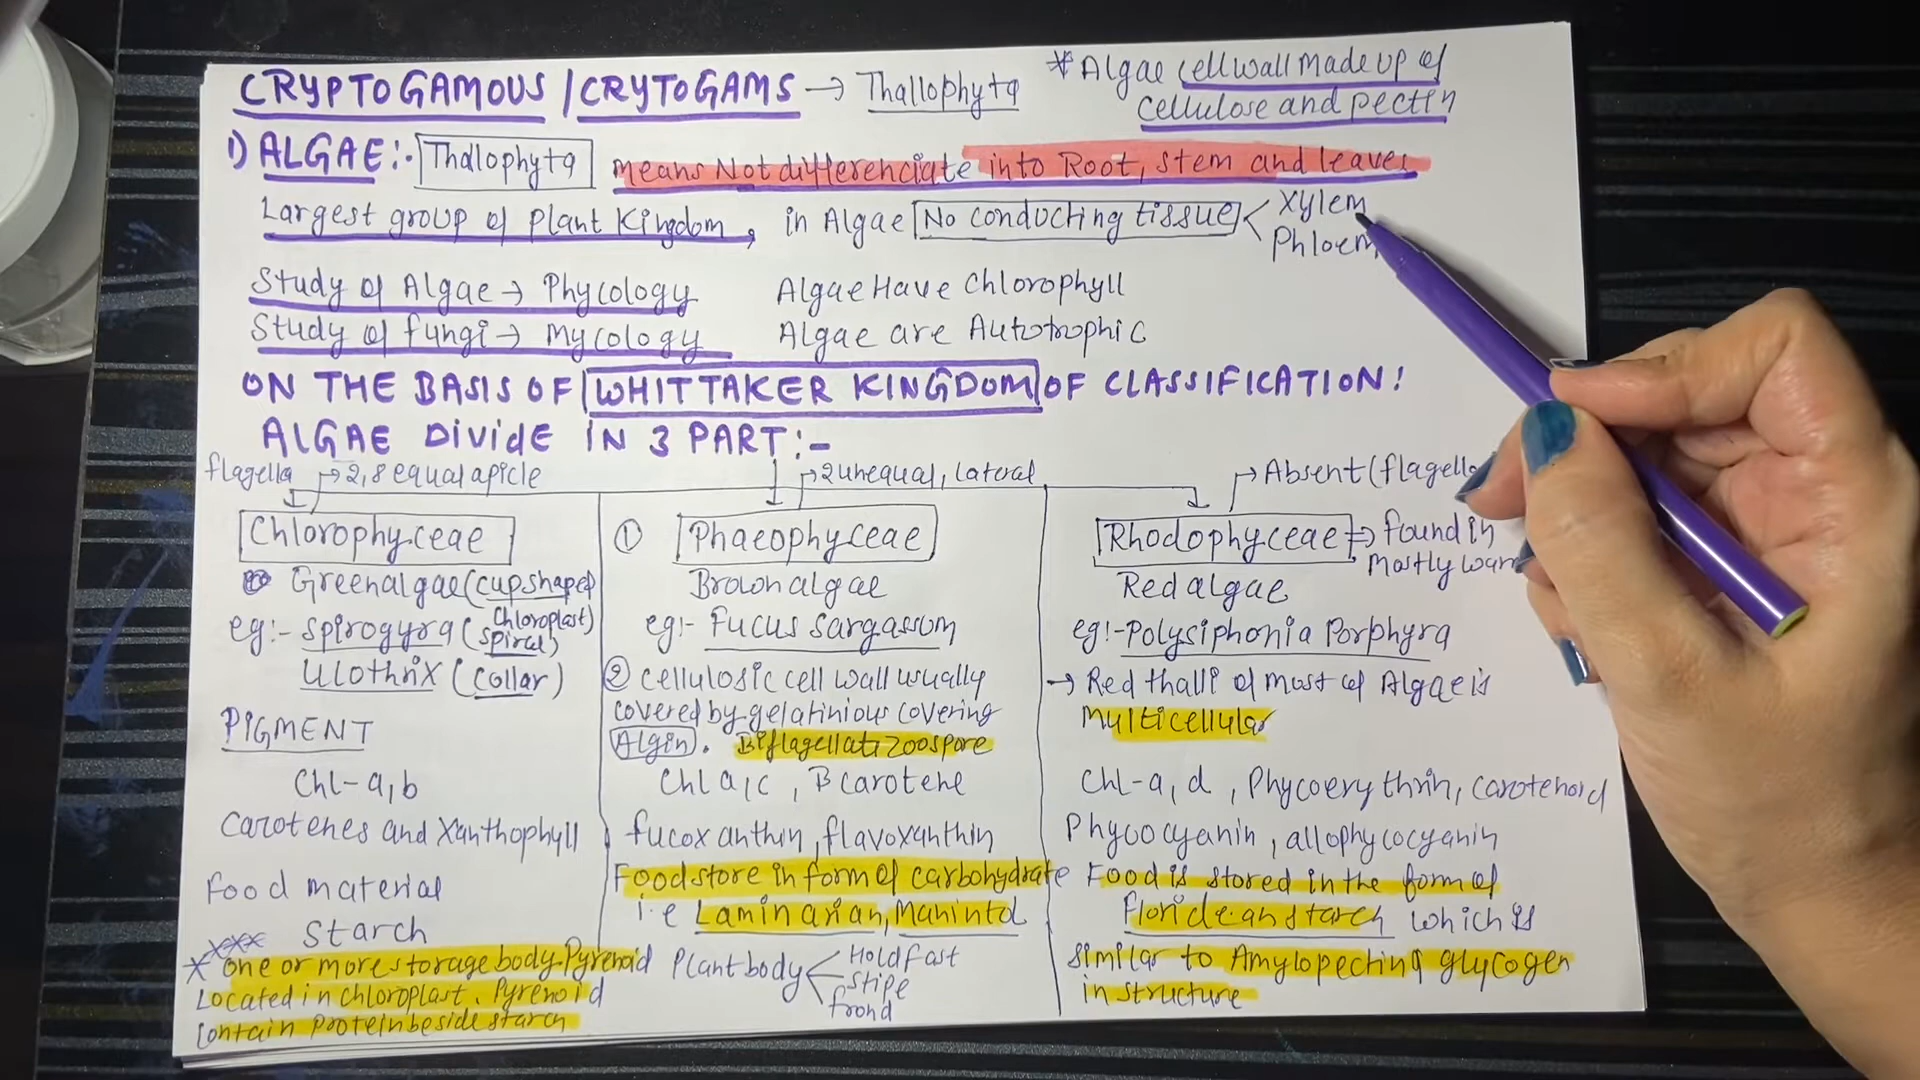 CRYPTOGAMOUS / CRYTOGAMS → Thallophyta
* Algae cell wall made up of
cellulose and pectin
1) ALGAE:- Thallophyta means Not differenciate into Root, stem and leaves
Largest group of plant Kingdom, in Algae No conducting tissue < Xylem
Phloem
Study of Algae → Phycology
Algae Have Chlorophyll
Study of fungi → Mycology
Algae are Autotrophic
ON THE BASIS OF WHITTAKER KINGDOM OF CLASSIFICATION!
ALGAE DIVIDE IN 3 PART:-
flagella → 2,8 equal apicle
Chlorophyceae
Green algae (cup shaped
Chloroplast)
eg:- spirogyra (spiral)
Ulothrix (collar)
PIGMENT
Chl-a,b
Carotenes and Xanthophyll
Food material
Starch
* one or more storage body. Pyrenoid
Located in chloroplast. Pyrenoid
contain Protein beside starch
→ 2 unequal, lateral
① Phaeophyceae
Brown algae
eg:- Fucus Sargassum
② cellulosic cell wall usually
covered by gelatinious covering
Algin. Biflagellate zoospore
Chl a,c, B carotene
fucoxanthin, flavoxanthin
Food store in form of carbohydrate
i.e Laminarian, Manintol
Plant body < Hold fast
Stipe
frond
→ Absent (flagella
Rhodophyceae ⇒ found in
Mostly warm
Red algae
eg:- Polysiphonia Porphyra
→ Red thalli of most of Algae is
Multicellular
Chl-a,d, Phycoerythrin, carotenoid
Phycocyanin, allophycocyanin
Food is stored in the form of
floridean starch which is
similar to Amylopecting glycogen
in structure